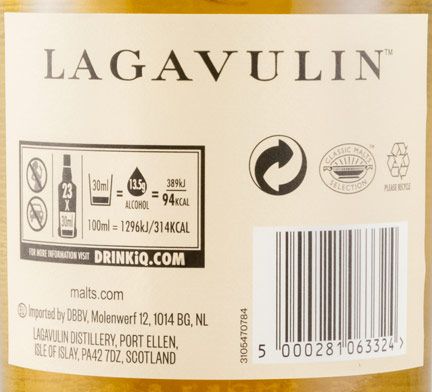 LAGAVULIN™
23
X
30ml
30ml
=
13.5g
ALCOHOL
=
389kJ
94KCAL
100ml = 1296kJ/314KCAL
FOR MORE INFORMATION VISIT DRINKiQ.COM
CLASSIC MALTS
SELECTION
™
PLEASE RECYCLE
malts.com
Imported by DBBV, Molenwerf 12, 1014 BG, NL
LAGAVULIN DISTILLERY, PORT ELLEN,
ISLE OF ISLAY, PA42 7DZ, SCOTLAND
3105470784
5 000281 063324